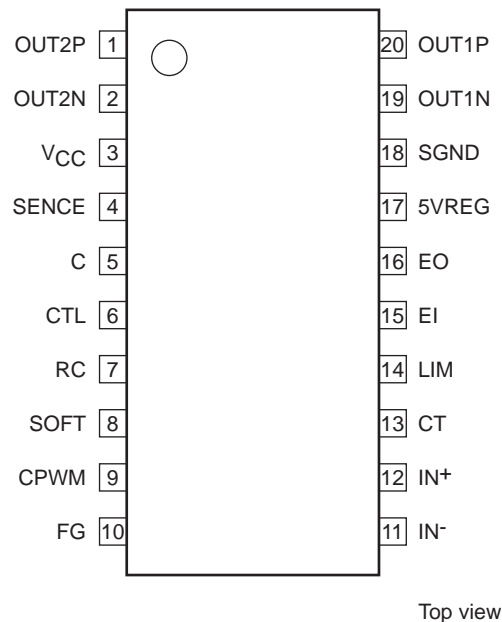 OUT2P 1 20 OUT1P
OUT2N 2 19 OUT1N
VCC 3 18 SGND
SENCE 4 17 5VREG
C 5 16 EO
CTL 6 15 EI
RC 7 14 LIM
SOFT 8 13 CT
CPWM 9 12 IN+
FG 10 11 IN-
Top view